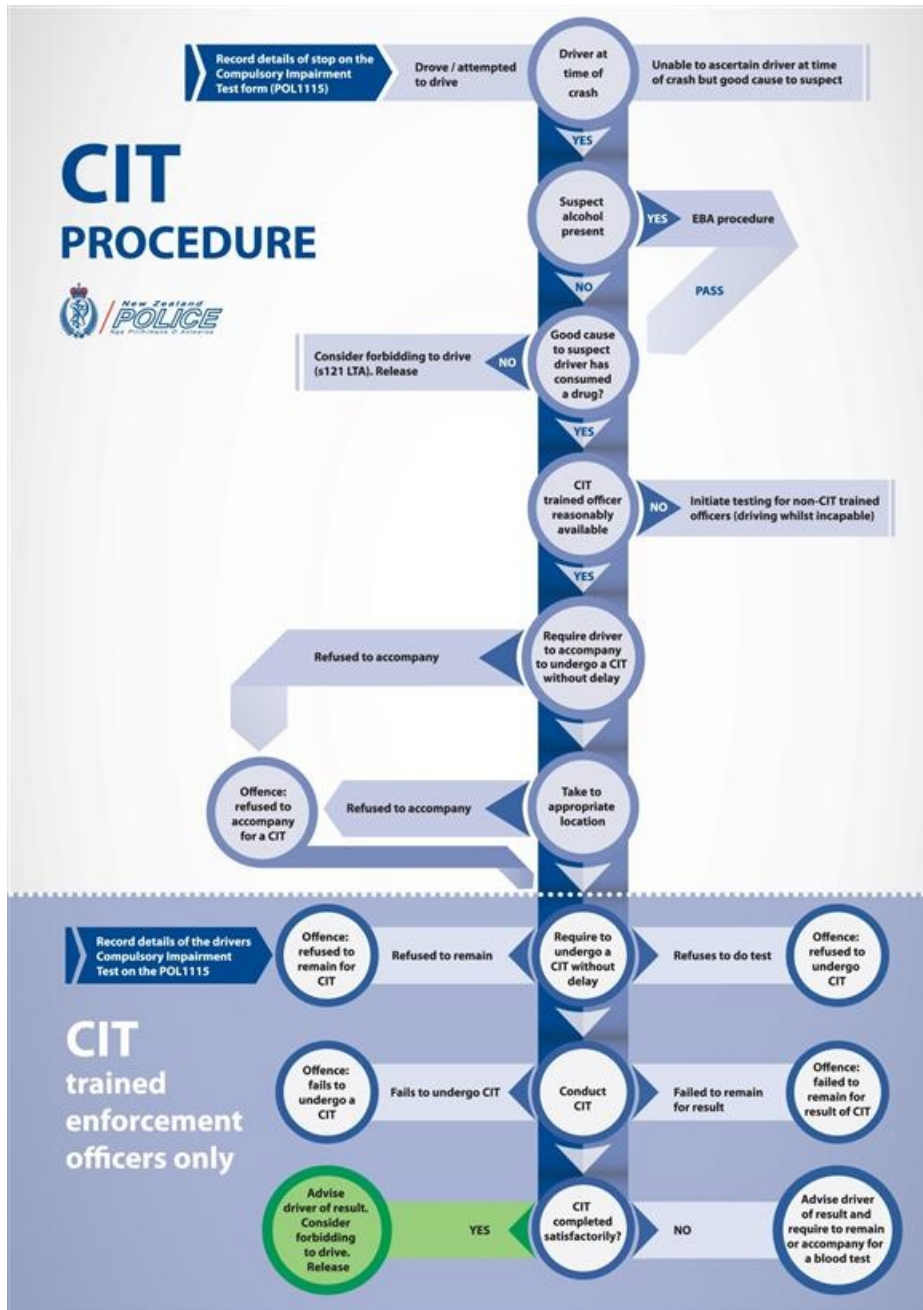 Record details of stop on the
Compulsory Impairment
Test form (POL1115)
Drove / attempted
to drive
Driver at
time of
crash
Unable to ascertain driver at time
of crash but good cause to suspect
YES
CIT
PROCEDURE
New Zealand
POLICE
Suspect
alcohol
present
YES
EBA procedure
NO
PASS
Consider forbidding to drive
(s121 LTA). Release
NO
Good cause
to suspect
driver has
consumed
a drug?
YES
CIT
trained officer
reasonably
available
NO
Initiate testing for non-CIT trained
officers (driving whilst incapable)
YES
Refused to accompany
Require driver
to accompany
to undergo a CIT
without delay
Offence:
refused to
accompany
for a CIT
Refused to accompany
Take to
appropriate
location
Record details of the drivers
Compulsory Impairment
Test on the POL1115
Offence:
refused to
remain for
CIT
Refused to remain
Require to
undergo a
CIT without
delay
Refuses to do test
Offence:
refused to
undergo
CIT
CIT
trained
enforcement
officers only
Offence:
fails to
undergo a
CIT
Fails to undergo CIT
Conduct
CIT
Failed to remain
for result
Offence:
failed to
remain for
result of CIT
Advise
driver of result.
Consider
forbidding
to drive.
Release
YES
CIT
completed
satisfactorily?
NO
Advise driver
of result and
require to remain
or accompany for
a blood test